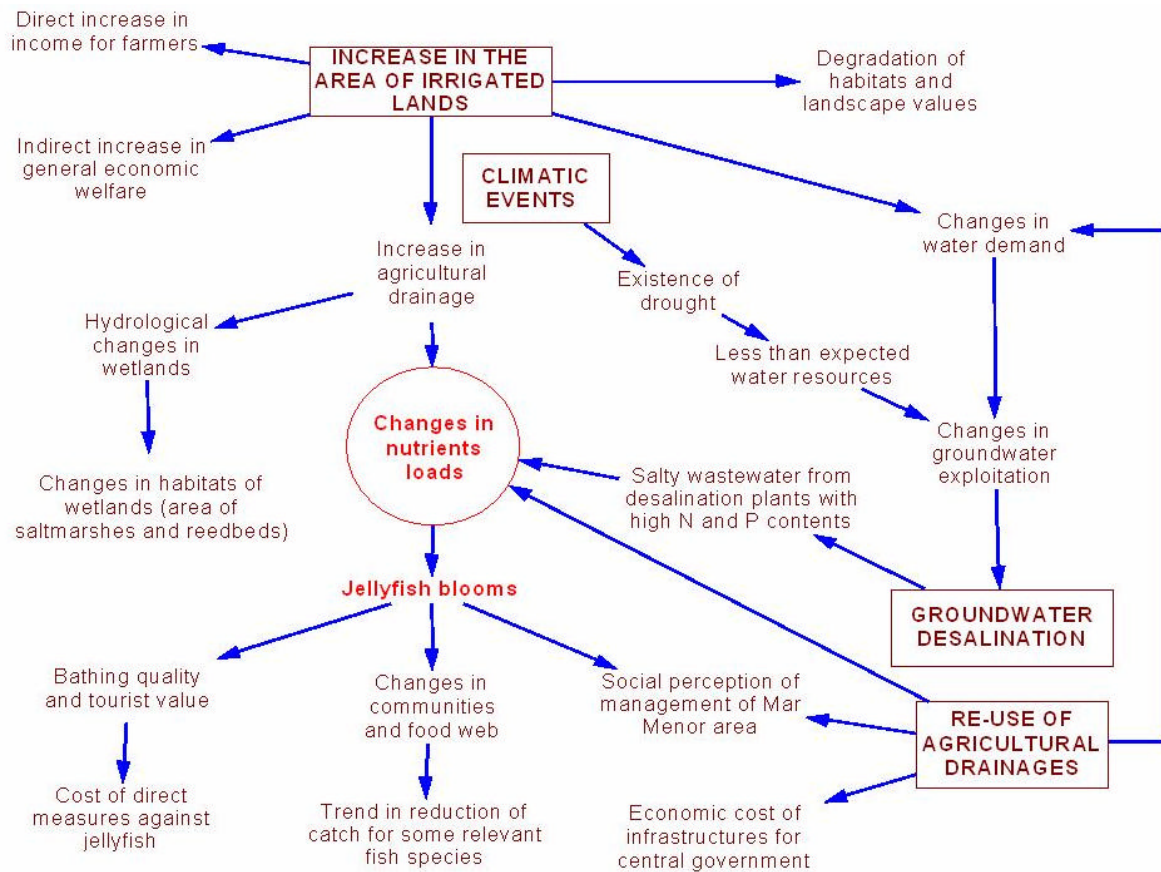 Direct increase in
income for farmers
INCREASE IN THE
AREA OF IRRIGATED
LANDS
Degradation of
habitats and
landscape values
Indirect increase in
general economic
welfare
CLIMATIC
EVENTS
Changes in
water demand
Increase in
agricultural
drainage
Existence of
drought
Hydrological
changes in
wetlands
Less than expected
water resources
Changes in
nutrients
loads
Changes in
groundwater
exploitation
Salty wastewater from
desalination plants with
high N and P contents
Changes in habitats of
wetlands (area of
saltmarshes and reedbeds)
Jellyfish blooms
GROUNDWATER
DESALINATION
Bathing quality
and tourist value
Changes in
communities
and food web
Social perception of
management of Mar
Menor area
RE-USE OF
AGRICULTURAL
DRAINAGES
Cost of direct
measures against
jellyfish
Trend in reduction of
catch for some relevant
fish species
Economic cost of
infrastructures for
central government